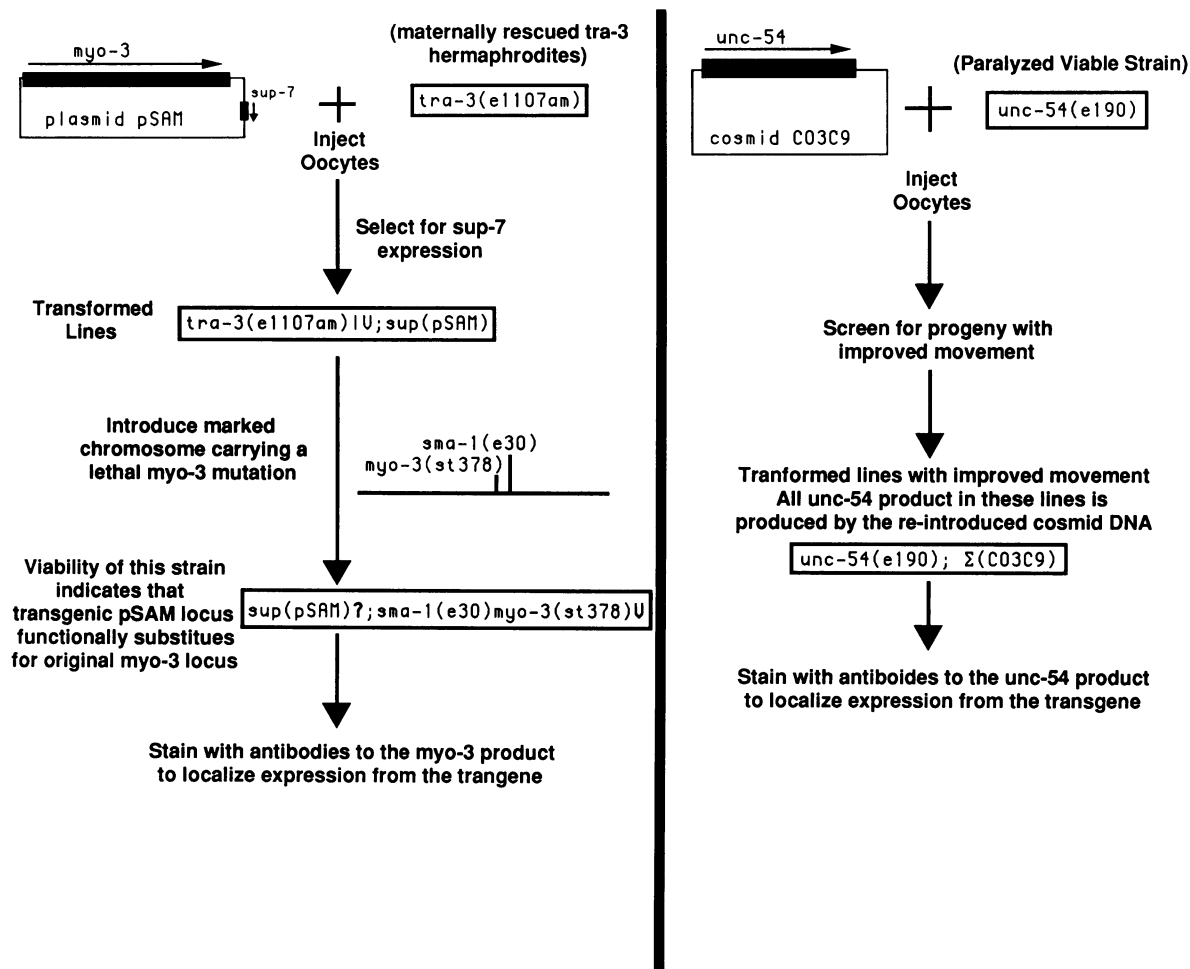 myo-3
sup-7
plasmid pSAM
(maternally rescued tra-3
hermaphrodites)
tra-3(e1107am)
Inject
Oocytes
Select for sup-7
expression
Transformed
Lines
tra-3(e1107am)IV;sup(pSAM)
Introduce marked
chromosome carrying a
lethal myo-3 mutation
sma-1(e30)
myo-3(st378)
Viability of this strain
indicates that
transgenic pSAM locus
functionally substitues
for original myo-3 locus
sup(pSAM)?;sma-1(e30)myo-3(st378)V
Stain with antibodies to the myo-3 product
to localize expression from the trangene
unc-54
cosmid C03C9
(Paralyzed Viable Strain)
unc-54(e190)
Inject
Oocytes
Screen for progeny with
improved movement
Tranformed lines with improved movement
All unc-54 product in these lines is
produced by the re-introduced cosmid DNA
unc-54(e190); Σ(C03C9)
Stain with antiboides to the unc-54 product
to localize expression from the transgene